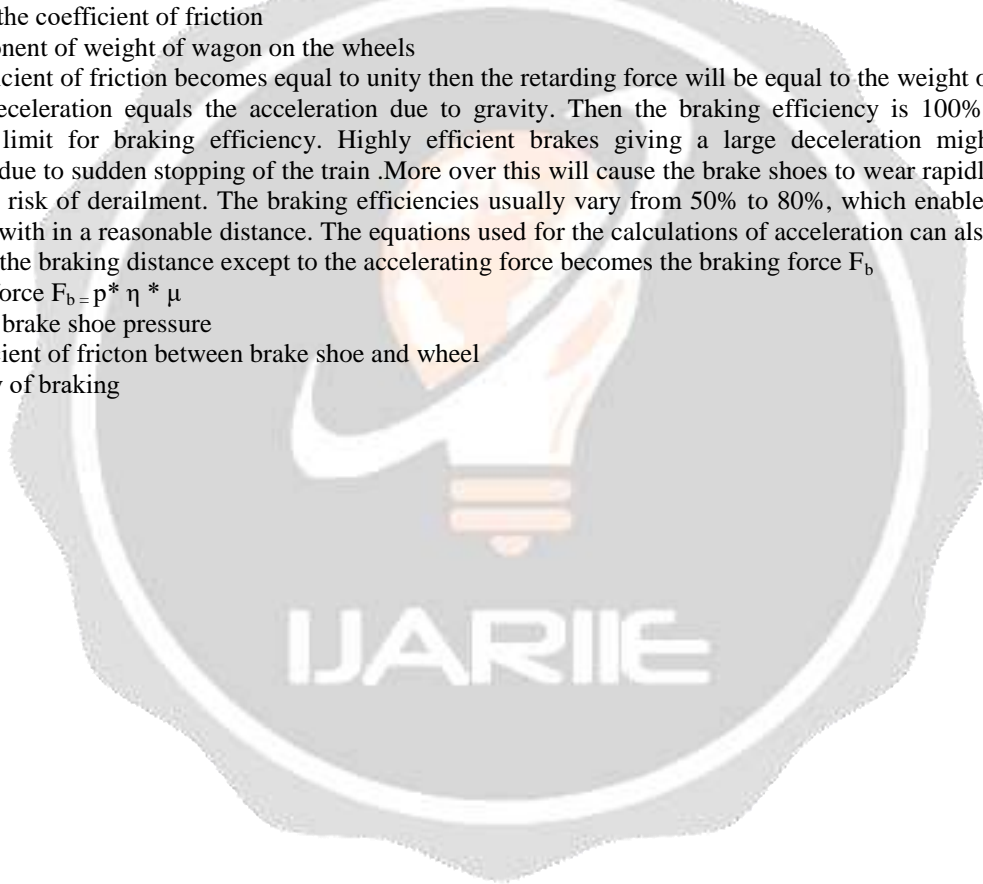 the coefficient of friction
onent of weight of wagon on the wheels
cient of friction becomes equal to unity then the retarding force will be equal to the weight o
eceleration equals the acceleration due to gravity. Then the braking efficiency is 100%
limit for braking efficiency. Highly efficient brakes giving a large deceleration migh
due to sudden stopping of the train .More over this will cause the brake shoes to wear rapidl
risk of derailment. The braking efficiencies usually vary from 50% to 80%, which enable
with in a reasonable distance. The equations used for the calculations of acceleration can als
the braking distance except to the accelerating force becomes the braking force F_b
orce F_b = p* η * μ
brake shoe pressure
cient of fricton between brake shoe and wheel
y of braking
IJARIIE